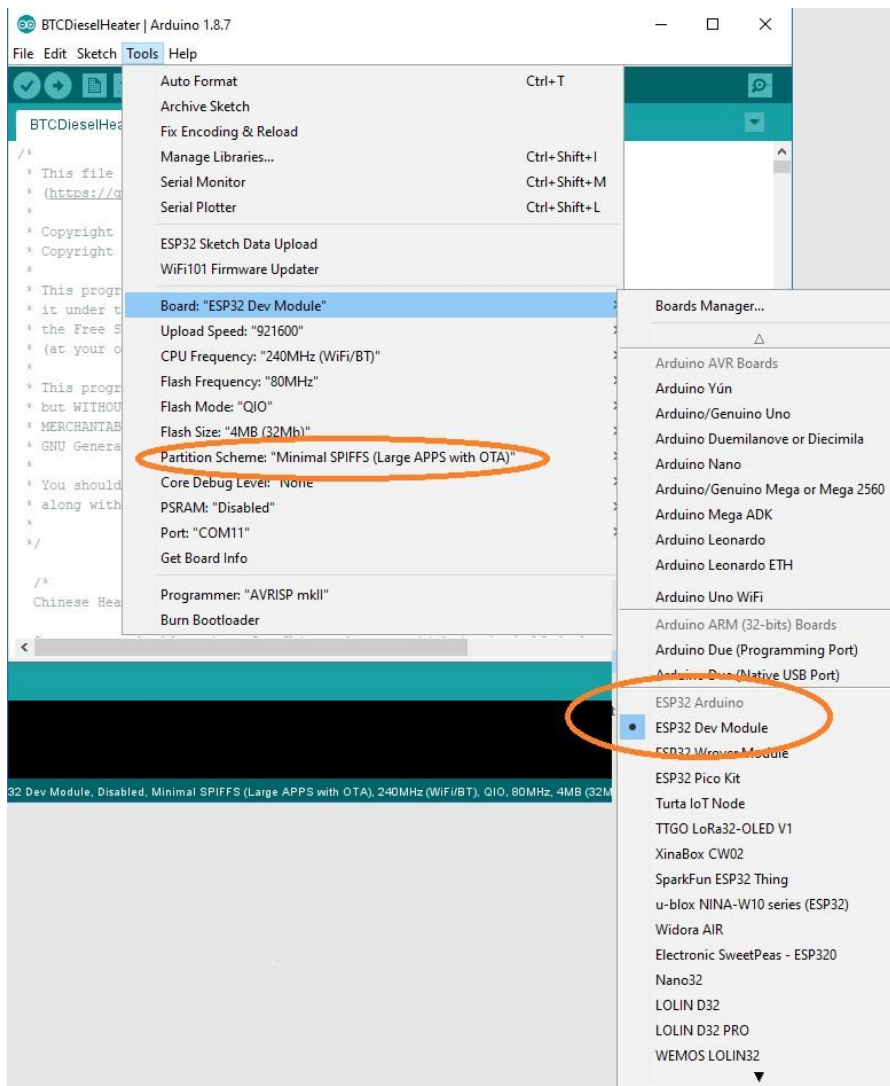 BTCDieselHeater | Arduino 1.8.7
File Edit Sketch Tools Help
BTCDieselHea
/*
* This file
* (https://g
*
* Copyright
* Copyright
*
* This progr
* it under t
* the Free S
* (at your o
*
* This progr
* but WITHOU
* MERCHANTAB
* GNU Genera
*
* You should
* along with
*
*/
/*
Chinese Hea
Auto Format Ctrl+T
Archive Sketch
Fix Encoding & Reload
Manage Libraries... Ctrl+Shift+I
Serial Monitor Ctrl+Shift+M
Serial Plotter Ctrl+Shift+L
ESP32 Sketch Data Upload
WiFi101 Firmware Updater
Board: "ESP32 Dev Module"
Upload Speed: "921600"
CPU Frequency: "240MHz (WiFi/BT)"
Flash Frequency: "80MHz"
Flash Mode: "QIO"
Flash Size: "4MB (32Mb)"
Partition Scheme: "Minimal SPIFFS (Large APPS with OTA)"
Core Debug Level: "None"
PSRAM: "Disabled"
Port: "COM11"
Get Board Info
Programmer: "AVRISP mkII"
Burn Bootloader
Boards Manager...
Arduino AVR Boards
Arduino Yún
Arduino/Genuino Uno
Arduino Duemilanove or Diecimila
Arduino Nano
Arduino/Genuino Mega or Mega 2560
Arduino Mega ADK
Arduino Leonardo
Arduino Leonardo ETH
Arduino Uno WiFi
Arduino ARM (32-bits) Boards
Arduino Due (Programming Port)
Arduino Due (Native USB Port)
ESP32 Arduino
ESP32 Dev Module
ESP32 Wrover Module
ESP32 Pico Kit
Turta IoT Node
TTGO LoRa32-OLED V1
XinaBox CW02
SparkFun ESP32 Thing
u-blox NINA-W10 series (ESP32)
Widora AIR
Electronic SweetPeas - ESP320
Nano32
LOLIN D32
LOLIN D32 PRO
WEMOS LOLIN32
32 Dev Module, Disabled, Minimal SPIFFS (Large APPS with OTA), 240MHz (WiFi/BT), QIO, 80MHz, 4MB (32M